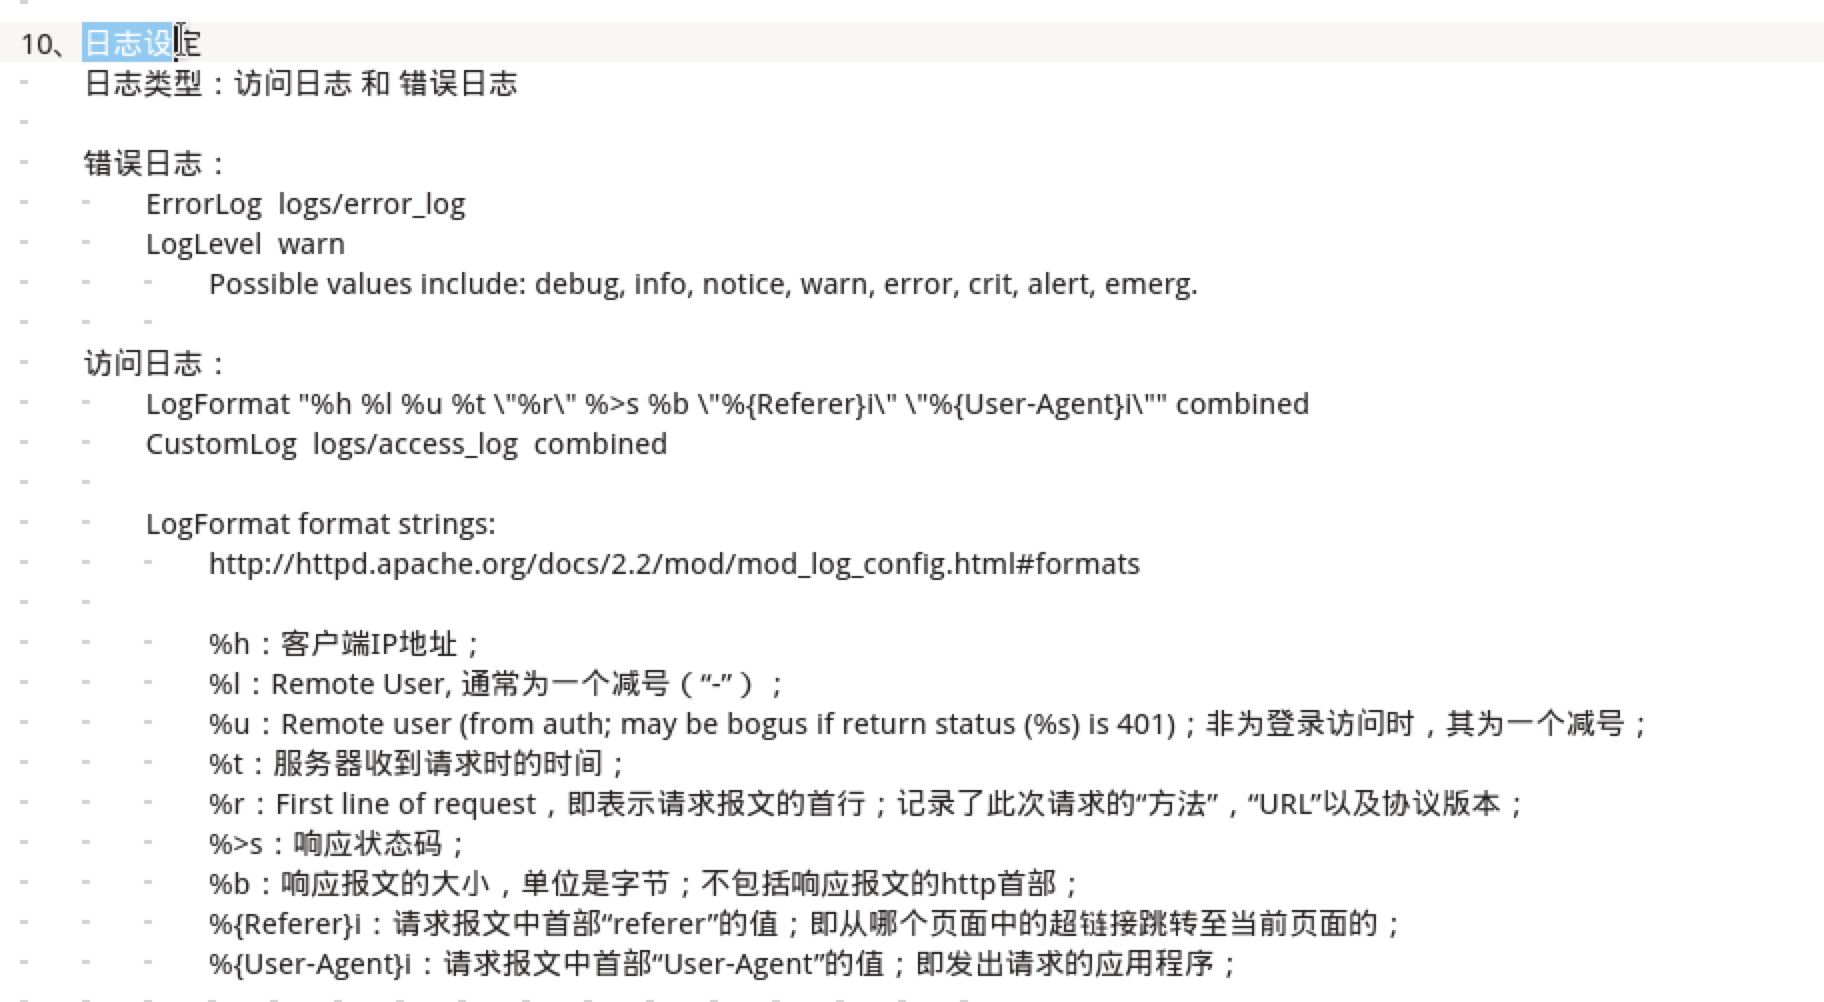 10、日志设定
日志类型：访问日志 和 错误日志
错误日志：
ErrorLog  logs/error_log
LogLevel  warn
Possible values include: debug, info, notice, warn, error, crit, alert, emerg.
访问日志：
LogFormat "%h %l %u %t \"%r\" %>s %b \"%{Referer}i\" \"%{User-Agent}i\"" combined
CustomLog  logs/access_log  combined
LogFormat format strings:
http://httpd.apache.org/docs/2.2/mod/mod_log_config.html#formats
%h：客户端IP地址；
%l：Remote User, 通常为一个减号（“-”）；
%u：Remote user (from auth; may be bogus if return status (%s) is 401)；非为登录访问时，其为一个减号；
%t：服务器收到请求时的时间；
%r：First line of request，即表示请求报文的首行；记录了此次请求的“方法”，“URL”以及协议版本；
%>s：响应状态码；
%b：响应报文的大小，单位是字节；不包括响应报文的http首部；
%{Referer}i：请求报文中首部“referer”的值；即从哪个页面中的超链接跳转至当前页面的；
%{User-Agent}i：请求报文中首部“User-Agent”的值；即发出请求的应用程序；